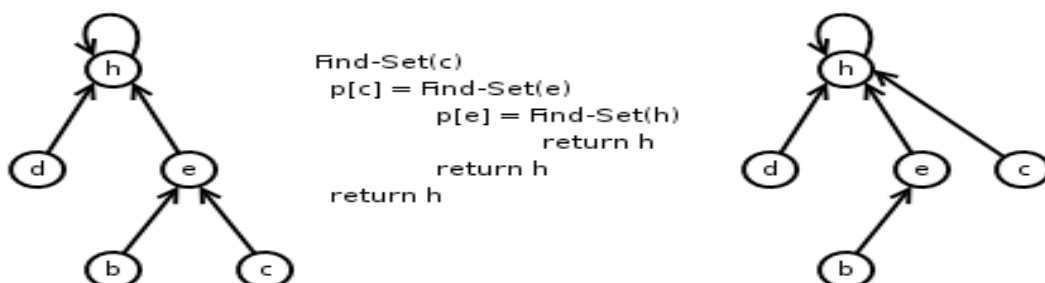 h
d
e
b
c
Find-Set(c)
p[c] = Find-Set(e)
p[e] = Find-Set(h)
return h
return h
return h
h
d
e
c
b